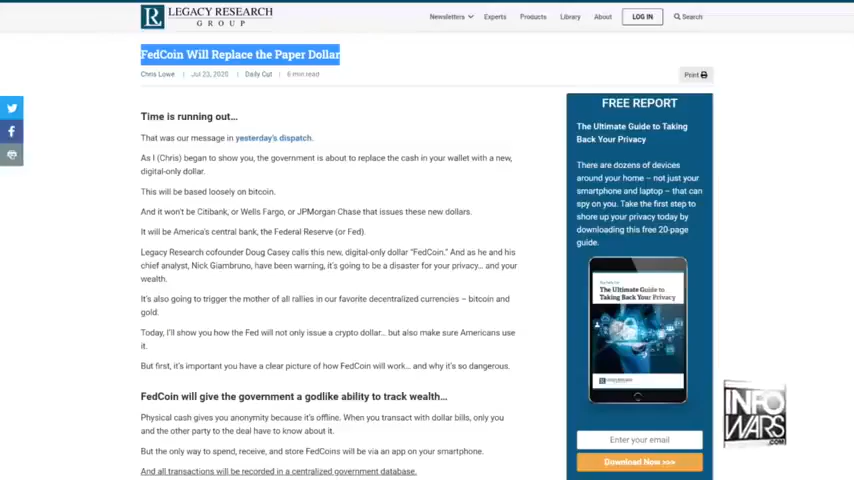 LEGACY RESEARCH
GROUP
Newsletters
Experts
Products
Library
About
LOG IN
Search
FedCoin Will Replace the Paper Dollar
Chris Lowe | Jul 23, 2020 | Daily Cut | 6 min read
Print
Time is running out…
That was our message in yesterday's dispatch.
As I (Chris) began to show you, the government is about to replace the cash in your wallet with a new,
digital-only dollar.
This will be based loosely on bitcoin.
And it won't be Citibank, or Wells Fargo, or JPMorgan Chase that issues these new dollars.
It will be America's central bank, the Federal Reserve (or Fed).
Legacy Research cofounder Doug Casey calls this new, digital-only dollar “FedCoin.” And as he and his
chief analyst, Nick Giambruno, have been warning, it's going to be a disaster for your privacy… and your
wealth.
It's also going to trigger the mother of all rallies in our favorite decentralized currencies – bitcoin and
gold.
Today, I'll show you how the Fed will not only issue a crypto dollar… but also make sure Americans use
it.
But first, it's important you have a clear picture of how FedCoin will work… and why it's so dangerous.
FedCoin will give the government a godlike ability to track wealth…
Physical cash gives you anonymity because it's offline. When you transact with dollar bills, only you
and the other party to the deal have to know about it.
But the only way to spend, receive, and store FedCoins will be via an app on your smartphone.
And all transactions will be recorded in a centralized government database.
FREE REPORT
The Ultimate Guide to Taking
Back Your Privacy
There are dozens of devices
around your home – not just your
smartphone and laptop – that can
spy on you. Take the first step to
shore up your privacy today by
downloading this free 20-page
guide.
The Ultimate Guide to
Taking Back Your Privacy
Enter your email
Download Now >>>
INFO
WARS
.COM